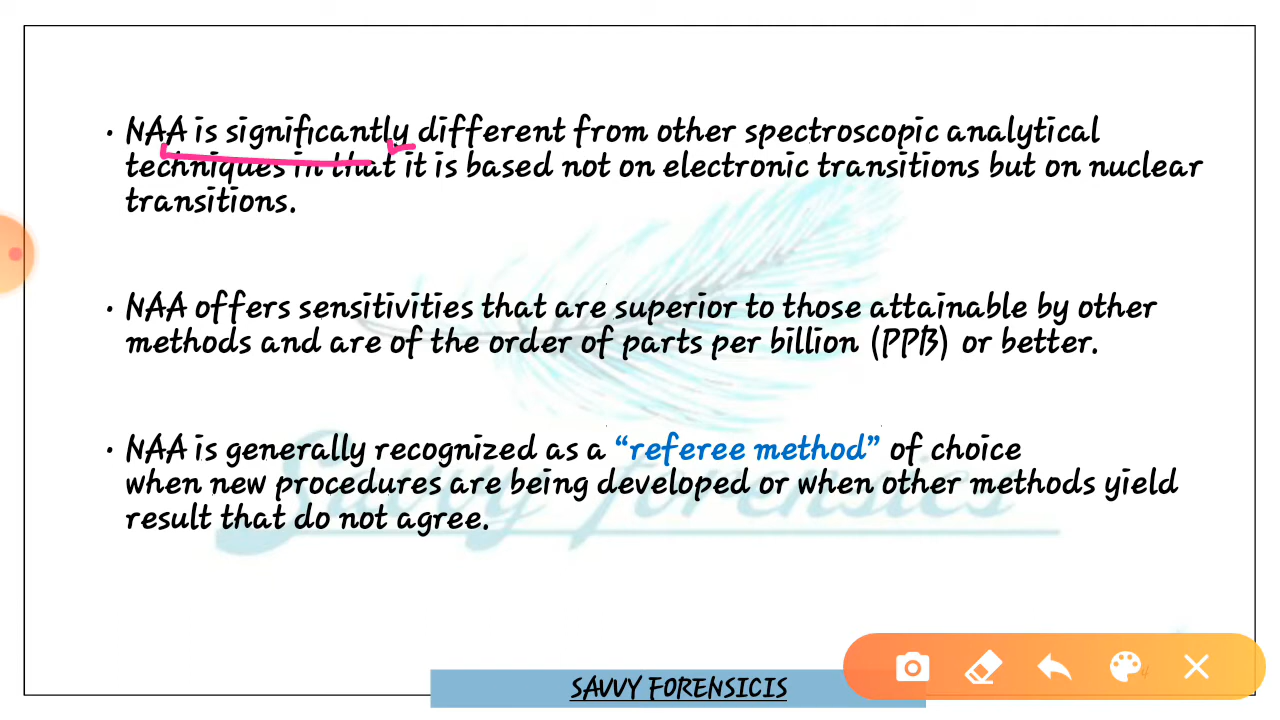 • NAA is significantly different from other spectroscopic analytical
techniques in that it is based not on electronic transitions but on nuclear
transitions.
• NAA offers sensitivities that are superior to those attainable by other
methods and are of the order of parts per billion (PPB) or better.
• NAA is generally recognized as a “referee method” of choice
when new procedures are being developed or when other methods yield
result that do not agree.
Savvy forensics
SAVVY FORENSICIS